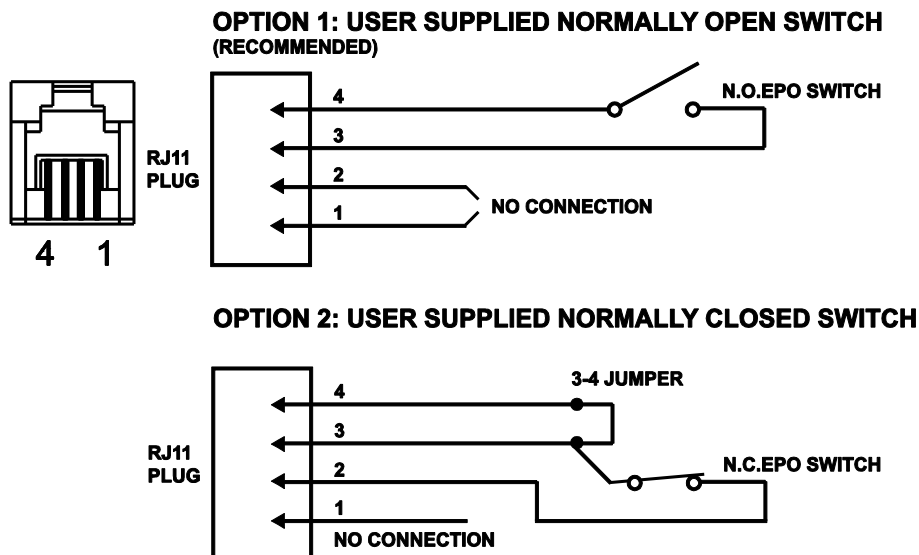 OPTION 1: USER SUPPLIED NORMALLY OPEN SWITCH
(RECOMMENDED)
4
N.O.EPO SWITCH
3
RJ11
PLUG
2
NO CONNECTION
1
4 1
OPTION 2: USER SUPPLIED NORMALLY CLOSED SWITCH
3-4 JUMPER
4
3
RJ11
PLUG
N.C.EPO SWITCH
2
1
NO CONNECTION